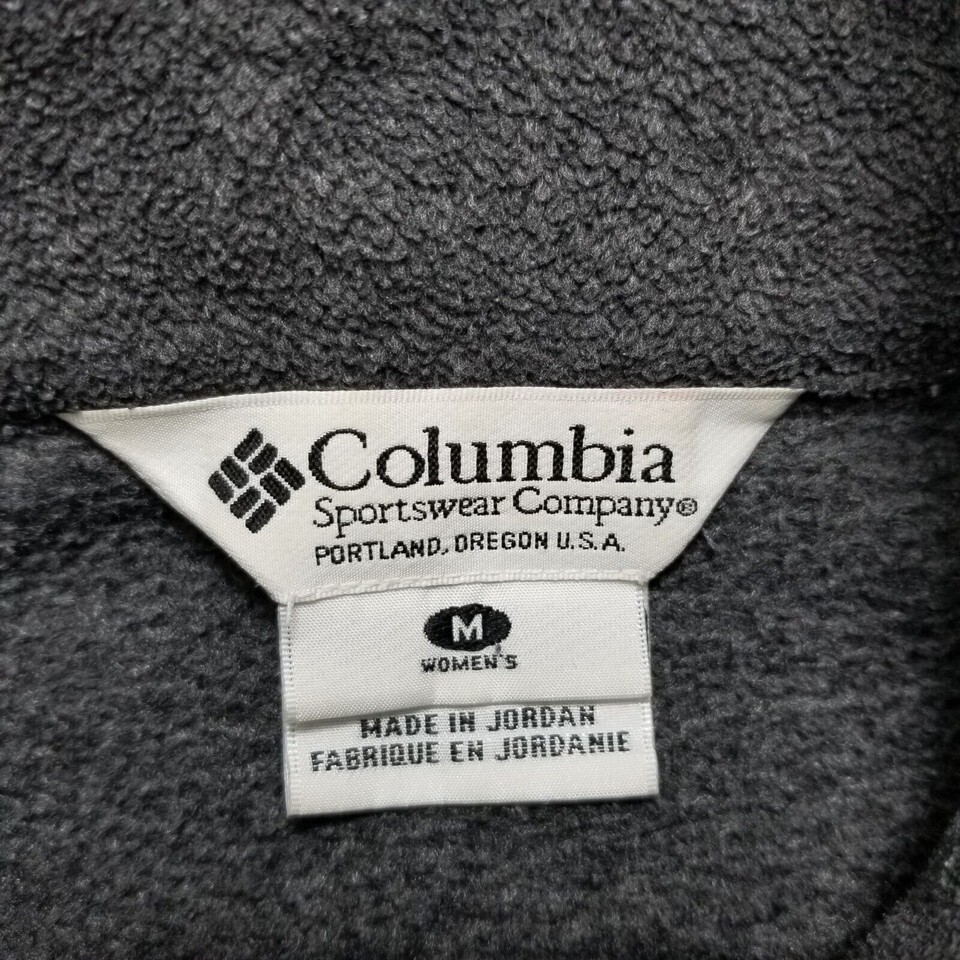 Columbia
Sportswear Company®
PORTLAND, OREGON U.S.A.
M
WOMEN'S
MADE IN JORDAN
FABRIQUE EN JORDANIE